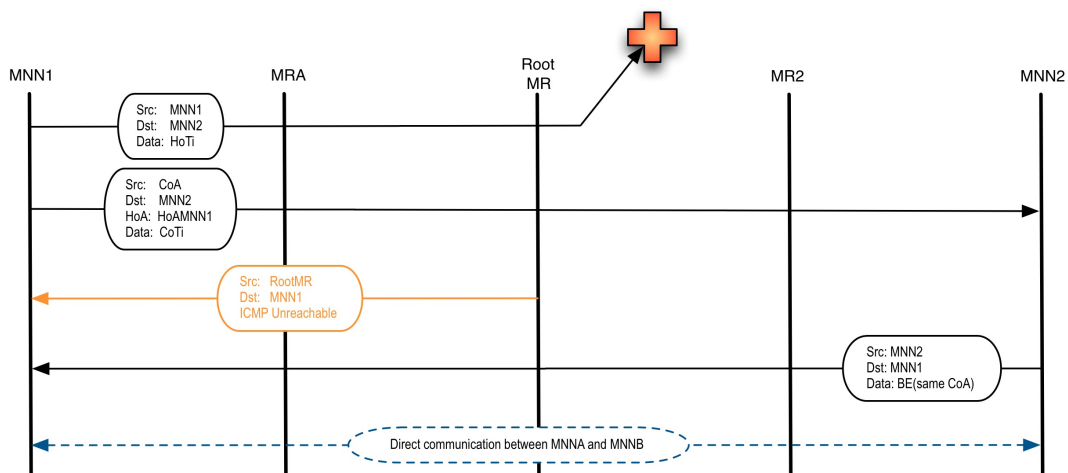 MNN1
MRA
Root
MR
MR2
MNN2
Src: MNN1
Dst: MNN2
Data: HoTi
Src: CoA
Dst: MNN2
HoA: HoAMNN1
Data: CoTi
Src: RootMR
Dst: MNN1
ICMP Unreachable
Src: MNN2
Dst: MNN1
Data: BE(same CoA)
Direct communication between MNNA and MNNB